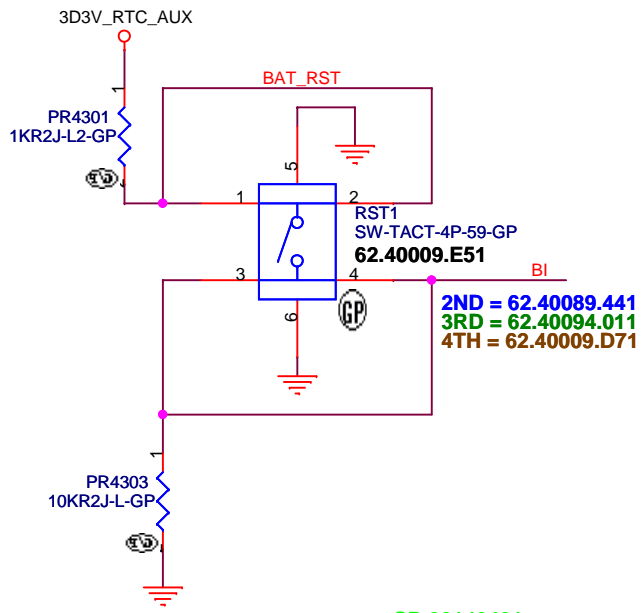 3D3V_RTC_AUX
BAT_RST
1
PR4301
1KR2J-L2-GP
5
1
2
RST1
SW-TACT-4P-59-GP
62.40009.E51
3
4
BI
GP
6
2ND = 62.40089.441
3RD = 62.40094.011
4TH = 62.40009.D71
1
PR4303
10KR2J-L-GP